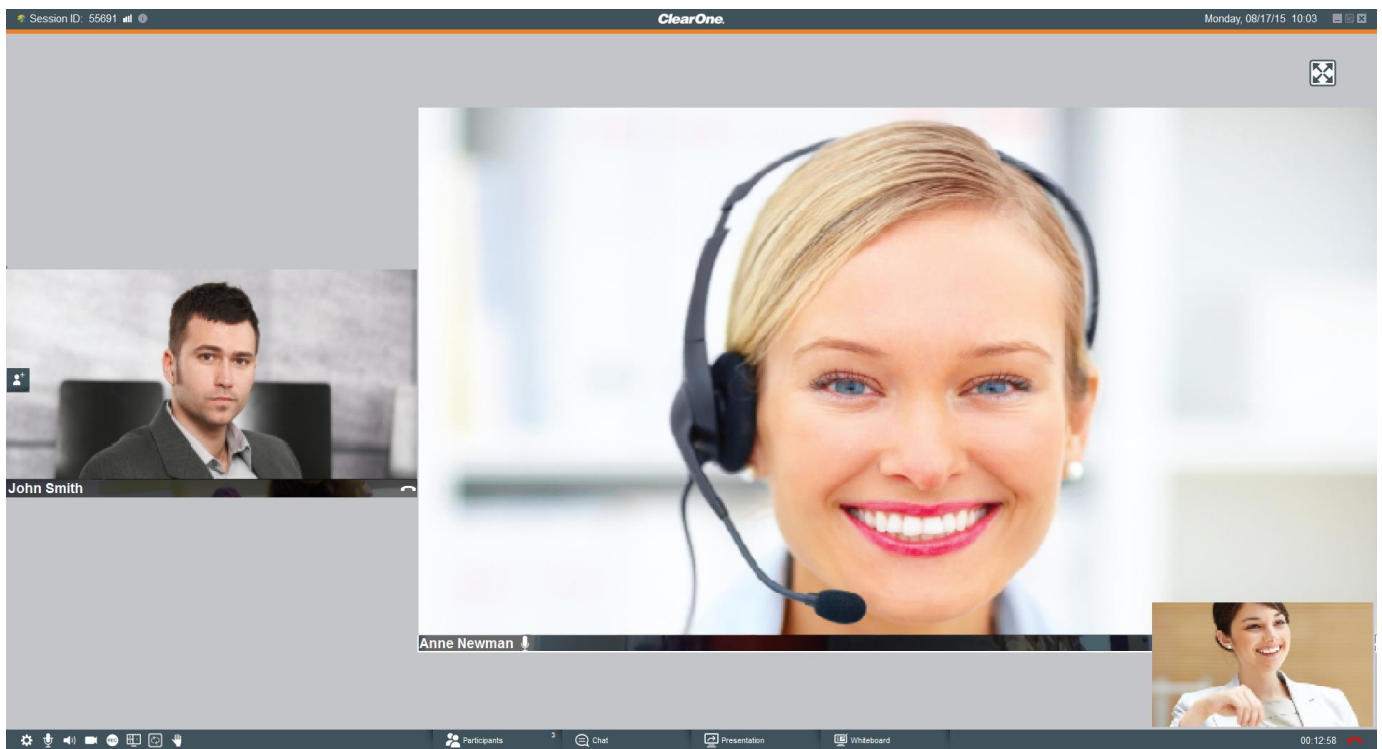 Session ID: 55691
ClearOne.
Monday, 08/17/15 10:03
John Smith
Anne Newman
REC
Participants 3
Chat
Presentation
Whiteboard
00:12:58